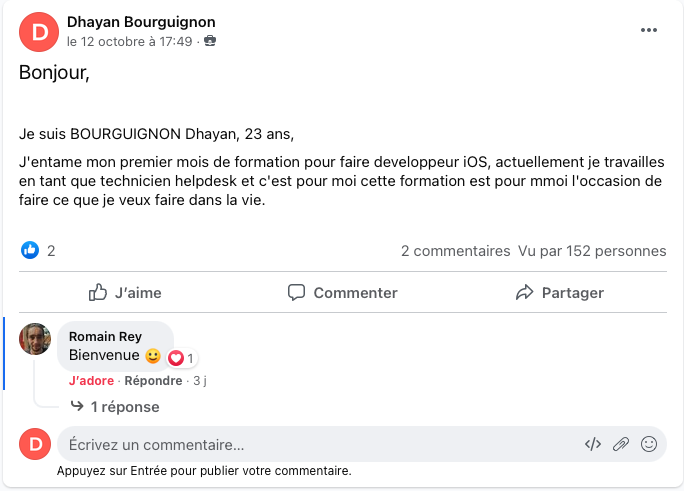 D
Dhayan Bourguignon
le 12 octobre à 17:49 ·
Bonjour,
Je suis BOURGUIGNON Dhayan, 23 ans,
J'entame mon premier mois de formation pour faire developpeur iOS, actuellement je travailles
en tant que technicien helpdesk et c'est pour moi cette formation est pour mmoi l'occasion de
faire ce que je veux faire dans la vie.
2
2 commentaires Vu par 152 personnes
J’aime
Commenter
Partager
Romain Rey
Bienvenue 🙂
1
J’adore · Répondre · 3 j
1 réponse
D
Écrivez un commentaire…
</>
Appuyez sur Entrée pour publier votre commentaire.